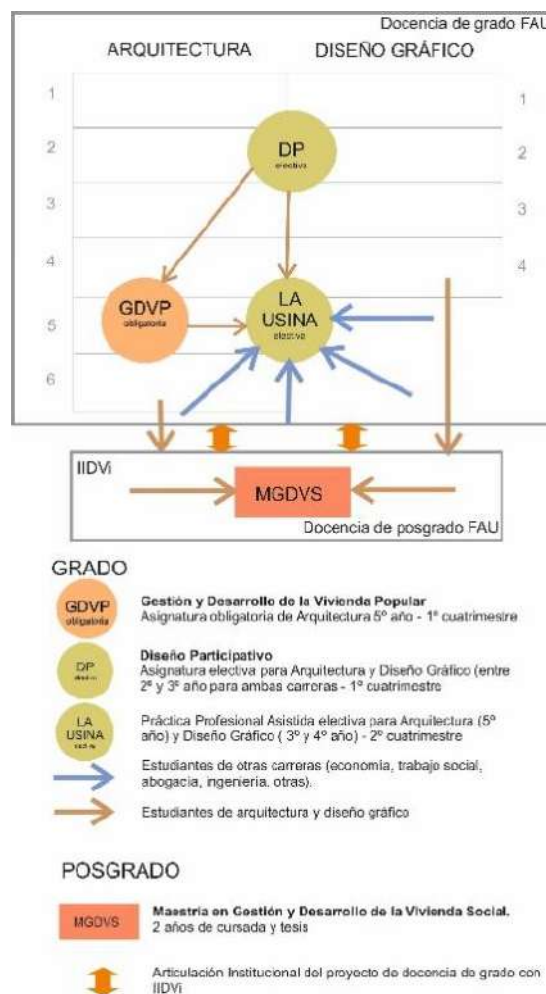 Docencia de grado FAU
ARQUITECTURA
DISEÑO GRÁFICO
1
1
DP
electiva
2
2
3
3
4
4
GDVP
obligatoria
LA
USINA
electiva
5
6
IIDVi
MGDVS
Docencia de posgrado FAU
GRADO
GDVP
obligatoria
Gestión y Desarrollo de la Vivienda Popular
Asignatura obligatoria de Arquitectura 5º año - 1º cuatrimestre
DP
electiva
Diseño Participativo
Asignatura electiva para Arquitectura y Diseño Gráfico (entre
2º y 3º año para ambas carreras - 1º cuatrimestre
LA
USINA
Práctica Profesional Asistida electiva para Arquitectura (5º
año) y Diseño Gráfico ( 3º y 4º año) - 2º cuatrimestre
Estudiantes de otras carreras (economía, trabajo social,
abogacia, ingeniería, otras).
Estudiantes de arquitectura y diseño gráfico
POSGRADO
MGDVS
Maestría en Gestión y Desarrollo de la Vivienda Social.
2 años de cursada y tesis
Articulación Institucional del proyecto de docencia de grado con
IIDVi